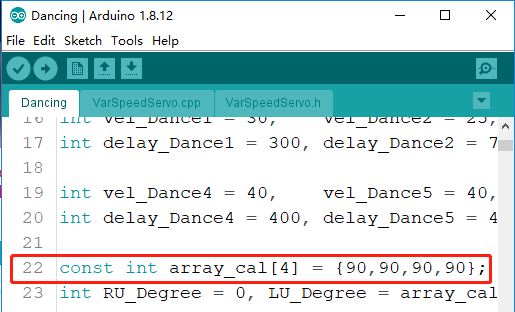 Dancing | Arduino 1.8.12
File Edit Sketch Tools Help
Dancing VarSpeedServo.cpp VarSpeedServo.h
16 int vel_Dance1 = 30, vel_Dance2 = 25,
17 int delay_Dance1 = 300, delay_Dance2 = 7
18
19 int vel_Dance4 = 40, vel_Dance5 = 40,
20 int delay_Dance4 = 400, delay_Dance5 = 4
21
22 const int array_cal[4] = {90,90,90,90};
23 int RU_Degree = 0, LU_Degree = array_cal